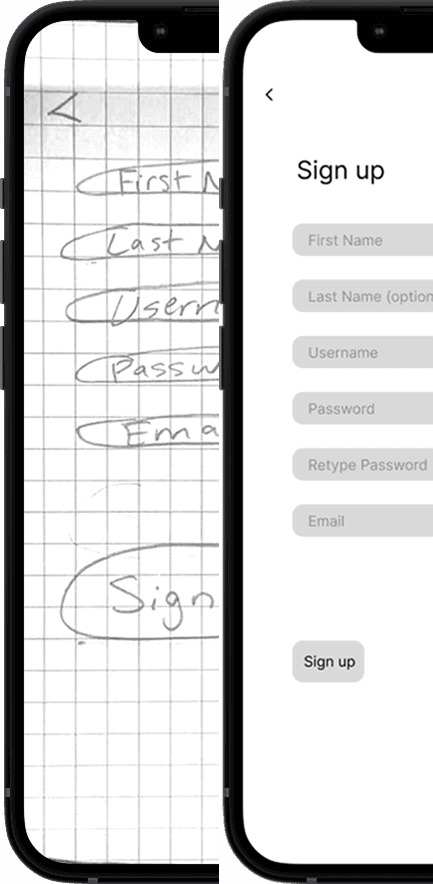 <
First N
Last N
Usern
Passw
Ema
Sign
<
Sign up
First Name
Last Name (option
Username
Password
Retype Password
Email
Sign up